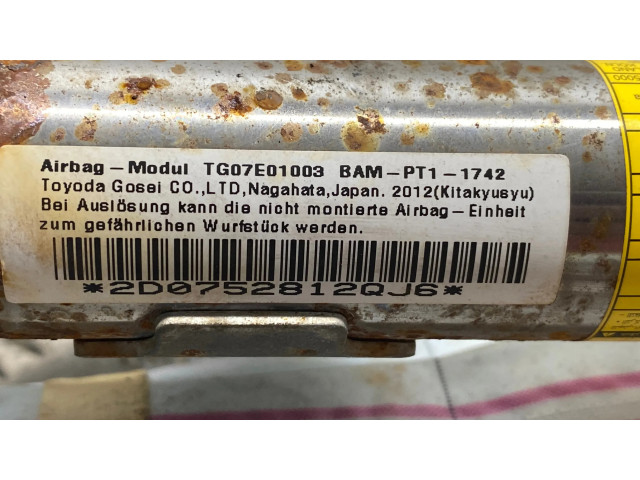 Airbag-Modul TG07E01003 BAM-PT1-1742
Toyoda Gosei CO.,LTD,Nagahata,Japan. 2012(Kitakyusyu)
Bei Auslösung kann die nicht montierte Airbag-Einheit
zum gefährlichen Wurfstück werden.
*2D0752812QJ6*